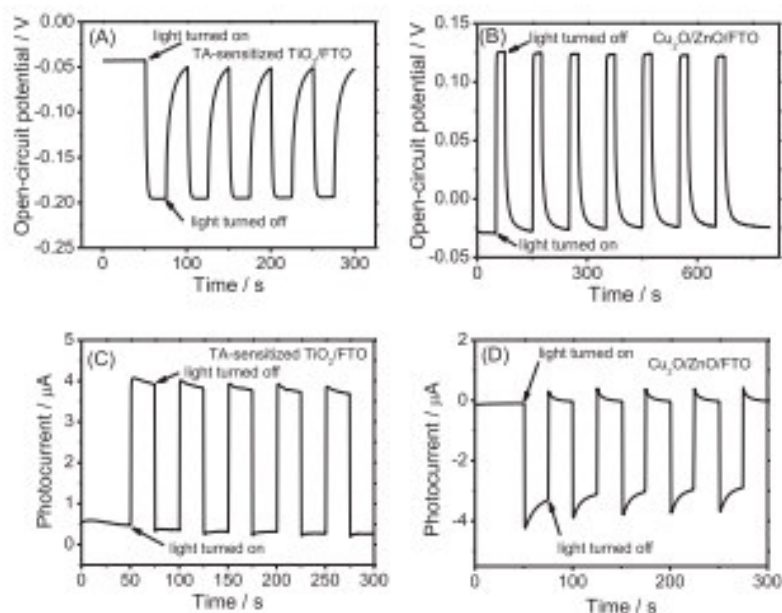 (A)
light turned on
TA-sensitized TiO₂/FTO
light turned off
0.00
-0.05
-0.10
-0.15
-0.20
-0.25
Open-circuit potential / V
0 100 200 300
Time / s
(B)
light turned off
Cu₂O/ZnO/FTO
light turned on
0.15
0.10
0.05
0.00
-0.05
Open-circuit potential / V
0 300 600
Time / s
(C)
TA-sensitized TiO₂/FTO
light turned off
light turned on
5
4
3
2
1
0
Photocurrent / μA
0 50 100 150 200 250 300
Time / s
(D)
light turned on
Cu₂O/ZnO/FTO
light turned off
2
0
-2
-4
Photocurrent / μA
0 100 200 300
Time / s